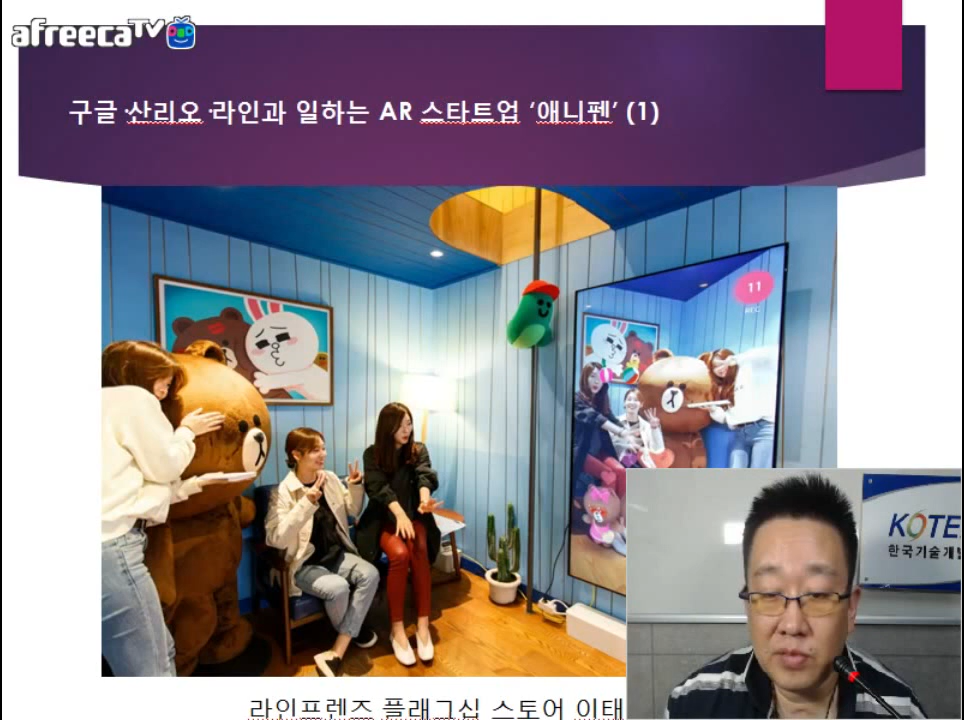 afreecaTV
구글·산리오·라인과 일하는 AR 스타트업 ‘애니펜’ (1)
11
KOTE
한국기술개발
라인프렌즈 플래그십 스토어 이태